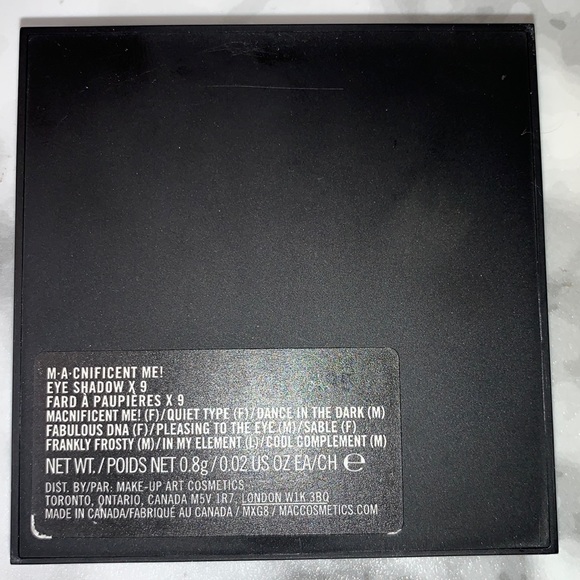 M·A·CNIFICENT ME!
EYE SHADOW X 9
FARD À PAUPIÈRES X 9
MACNIFICENT ME! (F)/QUIET TYPE (F)/DANCE IN THE DARK (M)
FABULOUS DNA (F)/PLEASING TO THE EYE (M)/SABLE (F)
FRANKLY FROSTY (M)/IN MY ELEMENT (L)/COOL COMPLEMENT (M)
NET WT./POIDS NET 0.8g/0.02 US OZ EA/CH e
DIST. BY/PAR: MAKE-UP ART COSMETICS
TORONTO, ONTARIO, CANADA M5V 1R7, LONDON W1K 3BQ
MADE IN CANADA/FABRIQUÉ AU CANADA / MXG8 / MACCOSMETICS.COM